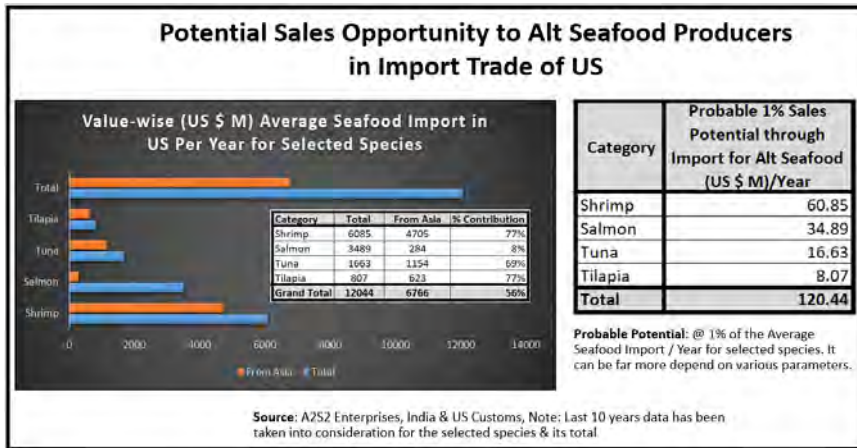 Potential Sales Opportunity to Alt Seafood Producers
in Import Trade of US
Value-wise (US $ M) Average Seafood Import in
US Per Year for Selected Species
Total
Tilapia
Tuna
Salmon
Shrimp
0 2000 4000 6000 8000 10000 12000 14000
From Asia Total
Category Total From Asia % Contribution
Shrimp 6085 4705 77%
Salmon 3489 284 8%
Tuna 1663 1154 69%
Tilapia 807 623 77%
Grand Total 12044 6766 56%
Category
Probable 1% Sales
Potential through
Import for Alt Seafood
(US $ M)/Year
Shrimp 60.85
Salmon 34.89
Tuna 16.63
Tilapia 8.07
Total 120.44
Probable Potential: @ 1% of the Average
Seafood Import / Year for selected species. It
can be far more depend on various parameters.
Source: A2S2 Enterprises, India & US Customs, Note: Last 10 years data has been
taken into consideration for the selected species & its total